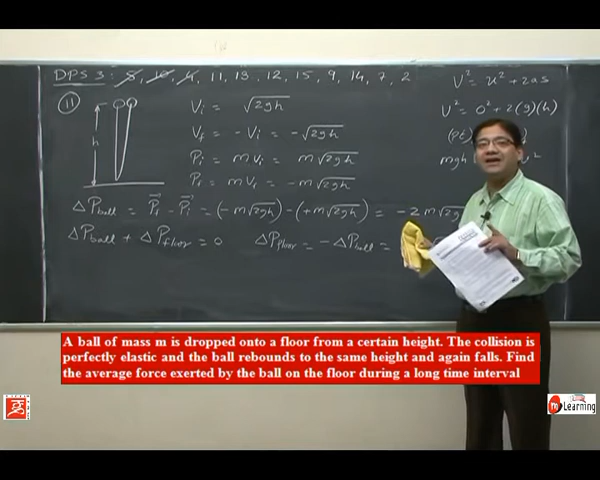 DPS 3: 8, 10, 4, 11, 13, 12, 15, 9, 14, 7, 2
11
h
Vi = √2gh
Vf = -Vi = -√2gh
Pi = mVi = m√2gh
Pf = mVf = -m√2gh
ΔPball = Pf - Pi = (-m√2gh) - (+m√2gh) = -2m√2g
ΔPball + ΔPfloor = 0 ΔPfloor = -ΔPball =
V² = u² + 2as
V² = 0² + 2(g)(h)
mgh
A ball of mass m is dropped onto a floor from a certain height. The collision is
perfectly elastic and the ball rebounds to the same height and again falls. Find
the average force exerted by the ball on the floor during a long time interval
Learning